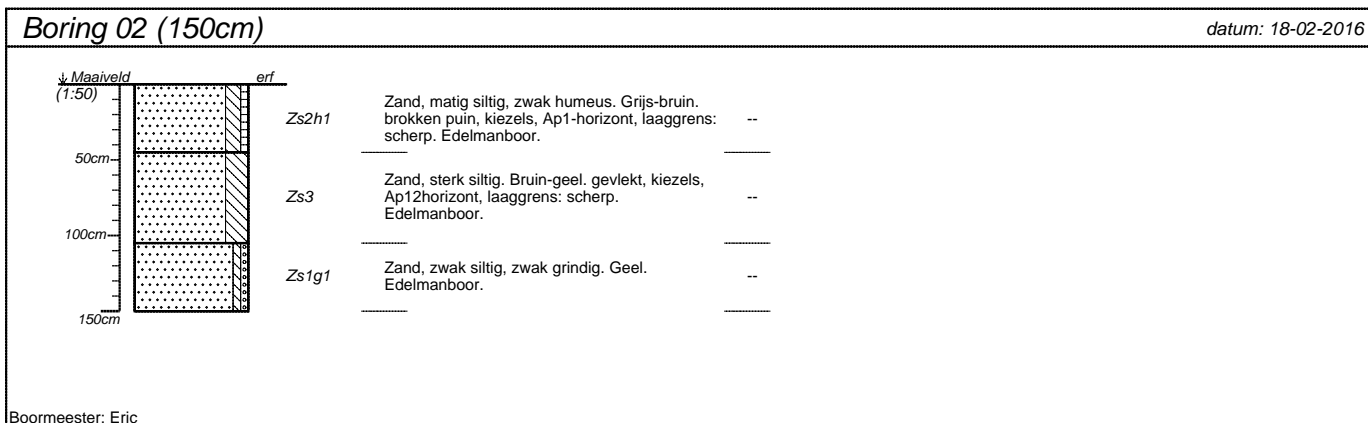 Boring 02 (150cm)
datum: 18-02-2016
Maaiveld
erf
(1:50)
Zs2h1
Zand, matig siltig, zwak humeus. Grijs-bruin.
brokken puin, kiezels, Ap1-horizont, laaggrens:
scherp. Edelmanboor.
--
50cm
Zs3
Zand, sterk siltig. Bruin-geel. gevlekt, kiezels,
Ap12horizont, laaggrens: scherp.
Edelmanboor.
--
100cm
Zs1g1
Zand, zwak siltig, zwak grindig. Geel.
Edelmanboor.
--
150cm
Boormeester: Eric